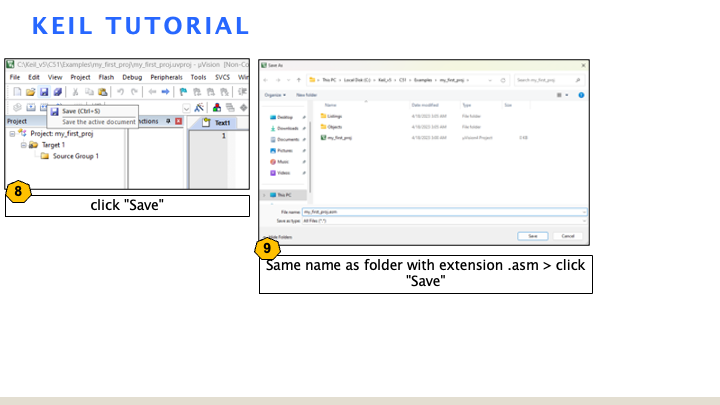 KEIL TUTORIAL
C:\Keil_v5\C51\Examples\my_first_proj\my_first_proj.uvproj - µVision [Non-Co
File Edit View Project Flash Debug Peripherals Tools SVCS Win
Save (Ctrl+S)
Save the active document
Project
nctions
Text1
1
Project: my_first_proj
Target 1
Source Group 1
8
click "Save"
Save As
This PC > Local Disk (C:) > Keil_v5 > C51 > Examples > my_first_proj >
Search my_first_proj
Organize New folder
Name Date modified Type Size
Desktop
Downloads
Documents
Pictures
Music
Videos
This PC
Listings 4/18/2023 3:05 AM File folder
Objects 4/18/2023 3:05 AM File folder
my_first_proj 4/18/2023 3:05 AM
File name: my_first_proj.asm
Save as type: All Files (*.*)
Hide Folders
Save Cancel
9
Same name as folder with extension .asm > click
"Save"